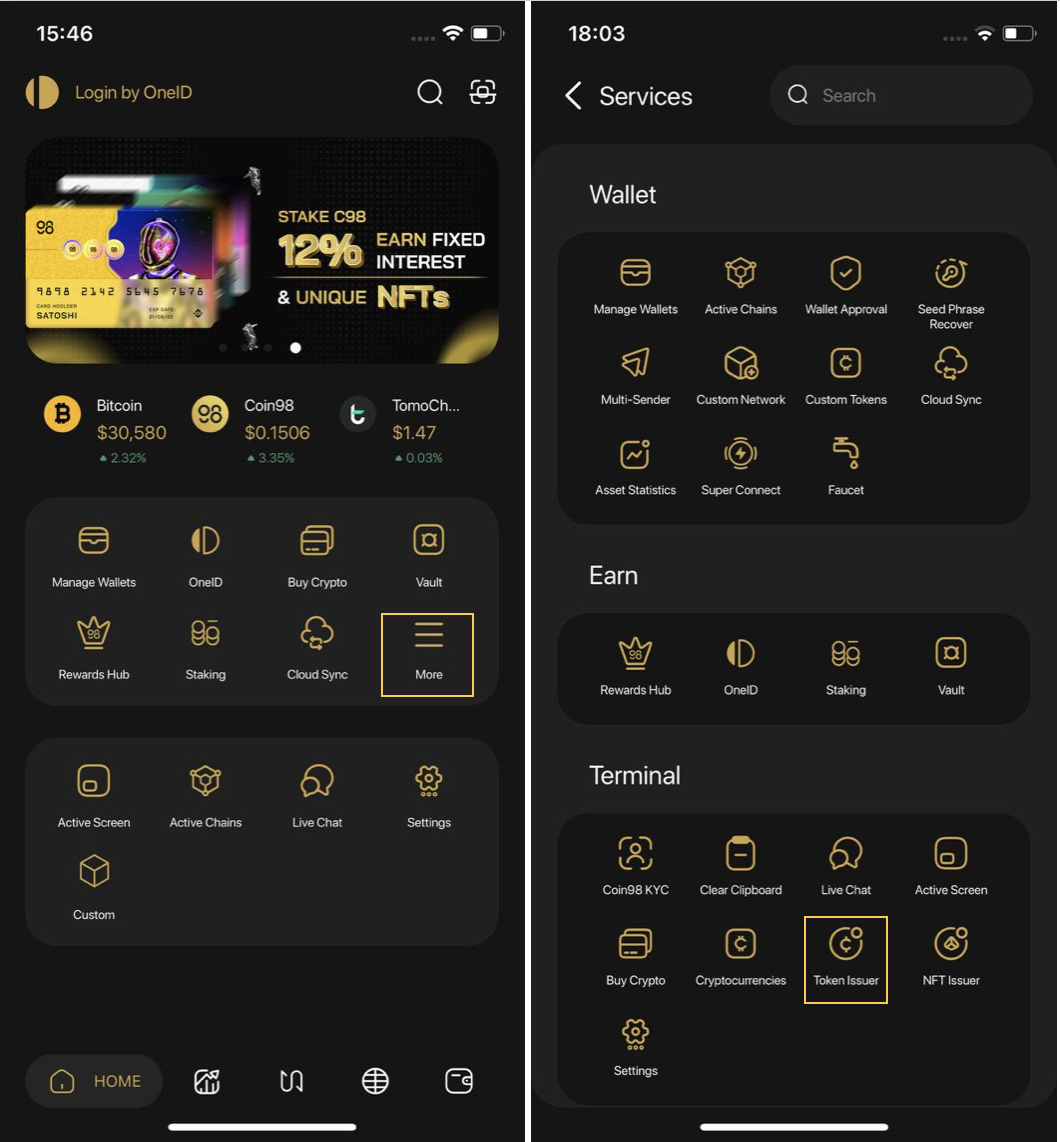 15:46
Login by OneID
98
9898 2142 5645 7678
CARD HODLER
SATOSHI
EXP DATE:
21/06/22
STAKE C98
12% EARN FIXED
INTEREST
& UNIQUE NFTs
Bitcoin
$30,580
2.32%
Coin98
$0.1506
3.35%
TomoCh...
$1.47
0.03%
Manage Wallets OneID Buy Crypto Vault
Rewards Hub Staking Cloud Sync More
Active Screen Active Chains Live Chat Settings
Custom
HOME
18:03
Services Search
Wallet
Manage Wallets Active Chains Wallet Approval Seed Phrase
Recover
Multi-Sender Custom Network Custom Tokens Cloud Sync
Asset Statistics Super Connect Faucet
Earn
Rewards Hub OneID Staking Vault
Terminal
Coin98 KYC Clear Clipboard Live Chat Active Screen
Buy Crypto Cryptocurrencies Token Issuer NFT Issuer
Settings